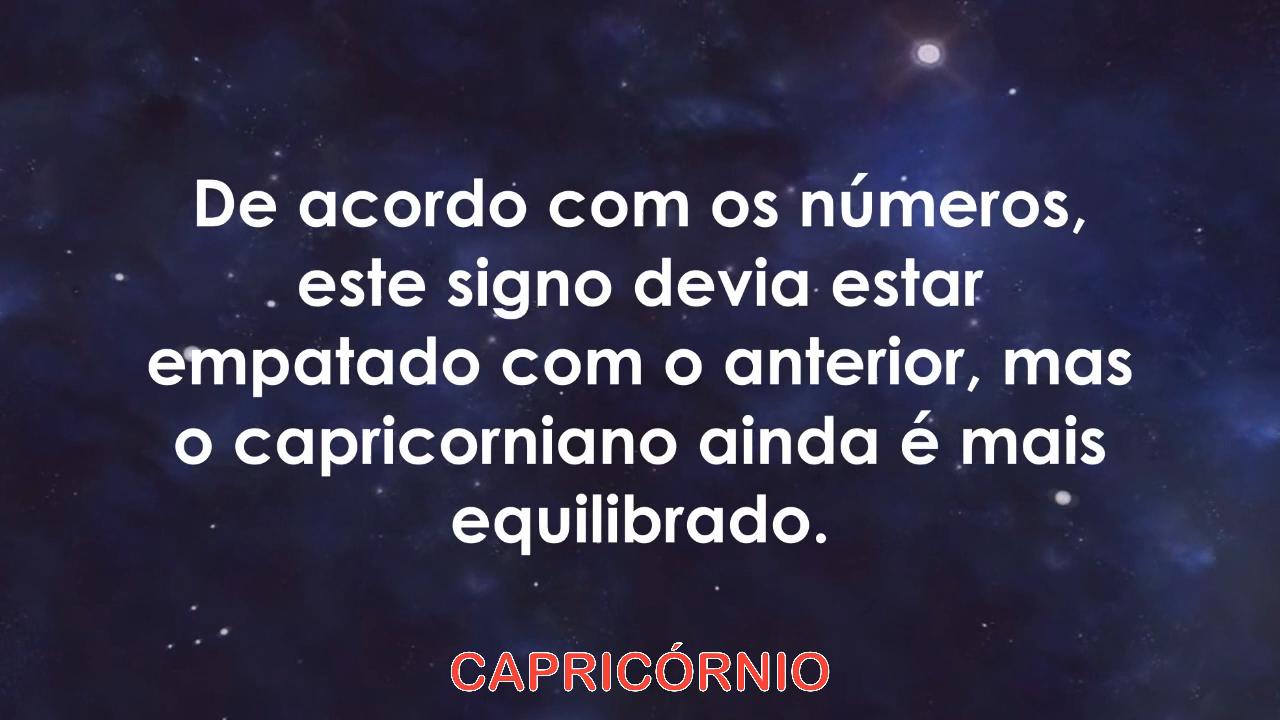 De acordo com os números,
este signo devia estar
empatado com o anterior, mas
o capricorniano ainda é mais
equilibrado.
CAPRICÓRNIO